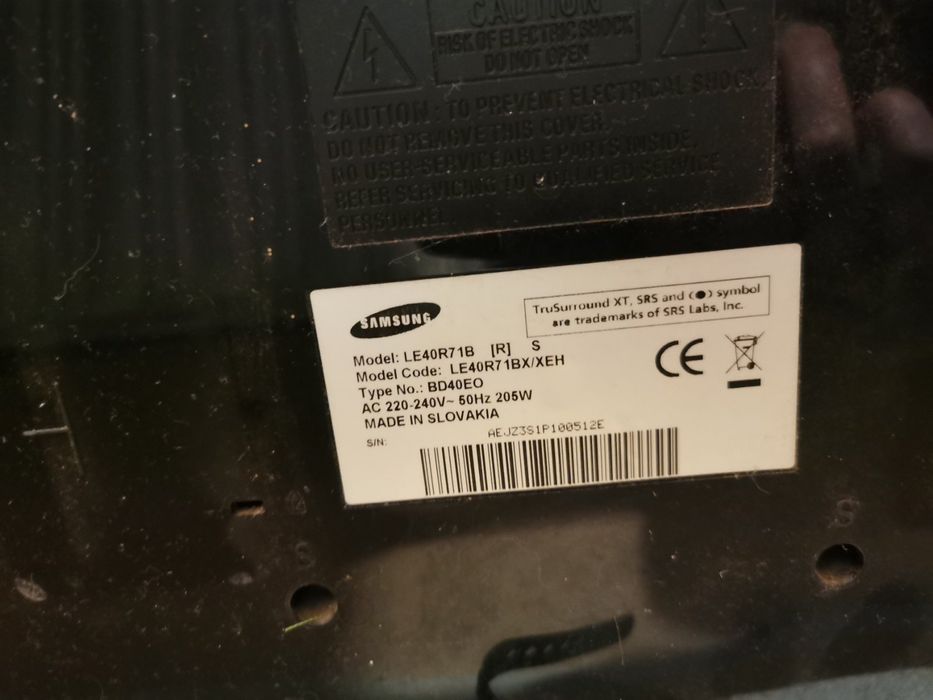 CAUTION
RISK OF ELECTRIC SHOCK
DO NOT OPEN
CAUTION : TO PREVENT ELECTRICAL SHOCK,
DO NOT REMOVE THIS COVER.
NO USER-SERVICEABLE PARTS INSIDE.
REFER SERVICING TO QUALIFIED SERVICE
PERSONNEL.
SAMSUNG
TruSurround XT, SRS and (●) symbol
are trademarks of SRS Labs, Inc.
Model: LE40R71B [R] S
Model Code: LE40R71BX/XEH
Type No.: BD40EO
AC 220-240V~ 50Hz 205W
MADE IN SLOVAKIA
S/N: AEJZ3S1P100512E
CE
S
S